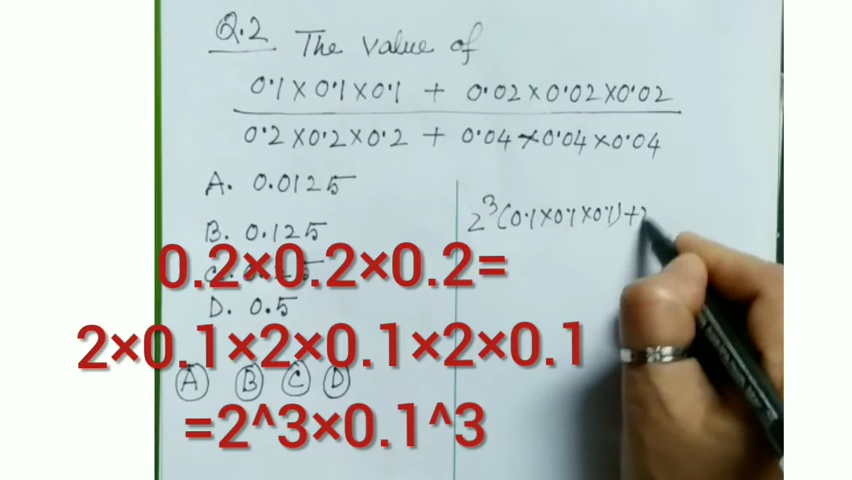 Q.2 The value of
0.1×0.1×0.1 + 0.02×0.02×0.02
0.2×0.2×0.2 + 0.04×0.04×0.04
A. 0.0125
B. 0.125
2^3(0.1×0.1×0.1)+2
0.2×0.2×0.2=
D. 0.5
2×0.1×2×0.1×2×0.1
A B C D
=2^3×0.1^3